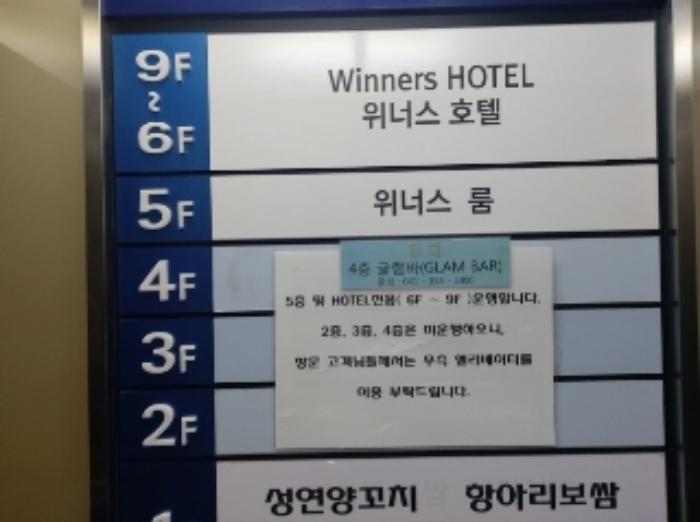 9F
~
6F
Winners HOTEL
위너스 호텔
5F
위너스 룸
4F
4층 글램바(GLAM BAR)
5층 및 HOTEL전용( 6F ~ 9F )운행입니다.
2층, 3층, 4층은 미운행하오니,
방문 고객님들께서는 우측 엘리베이터를
이용 부탁드립니다.
3F
2F
성연양꼬치 항아리보쌈